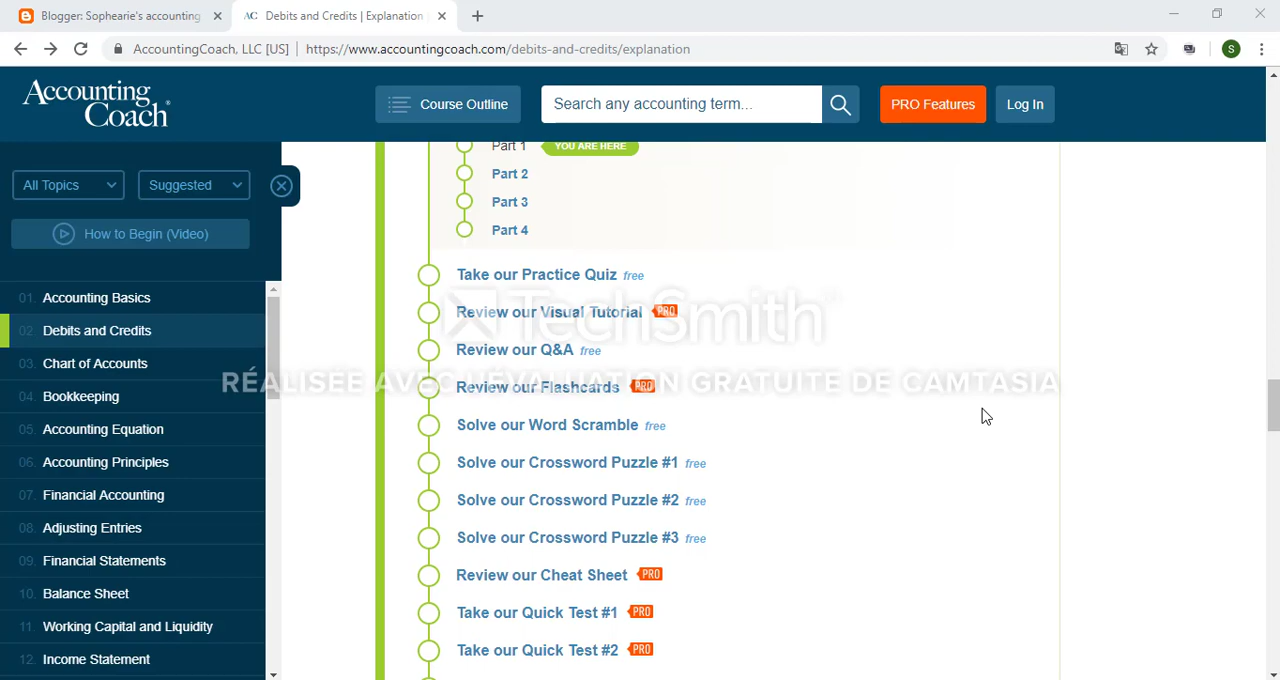 Blogger: Sophearie's accounting
AC Debits and Credits | Explanation
AccountingCoach, LLC [US] | https://www.accountingcoach.com/debits-and-credits/explanation
S
Accounting
Coach
Course Outline
Search any accounting term...
PRO Features
Log In
All Topics
Suggested
How to Begin (Video)
01. Accounting Basics
02 Debits and Credits
03. Chart of Accounts
04. Bookkeeping
05. Accounting Equation
06. Accounting Principles
07. Financial Accounting
08. Adjusting Entries
09. Financial Statements
10. Balance Sheet
11. Working Capital and Liquidity
12. Income Statement
Part 1 YOU ARE HERE
Part 2
Part 3
Part 4
Take our Practice Quiz free
Review our Visual Tutorial PRO
Review our Q&A free
Review our Flashcards PRO
Solve our Word Scramble free
Solve our Crossword Puzzle #1 free
Solve our Crossword Puzzle #2 free
Solve our Crossword Puzzle #3 free
Review our Cheat Sheet PRO
Take our Quick Test #1 PRO
Take our Quick Test #2 PRO
TechSmith
RÉALISÉE AVEC L'ÉVALUATION GRATUITE DE CAMTASIA